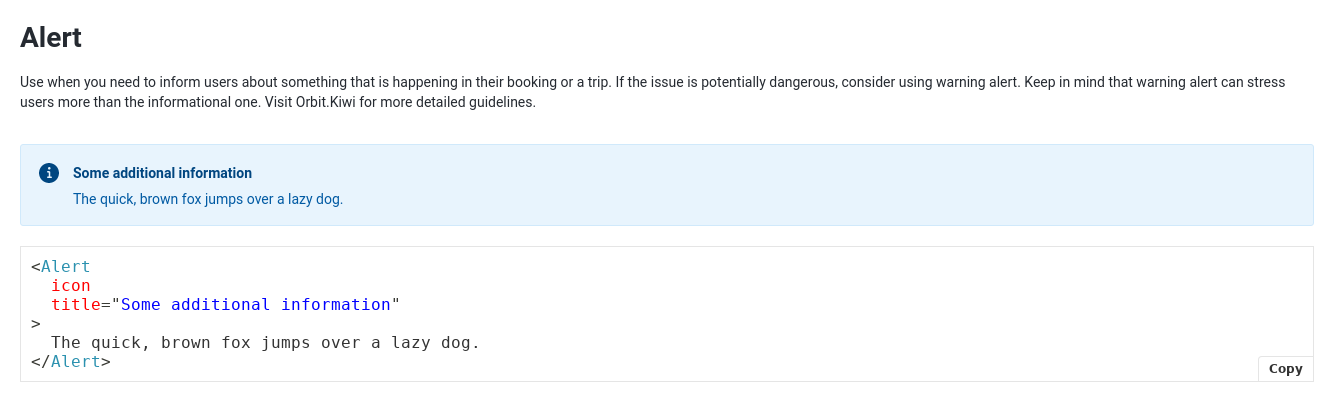 Alert
Use when you need to inform users about something that is happening in their booking or a trip. If the issue is potentially dangerous, consider using warning alert. Keep in mind that warning alert can stress
users more than the informational one. Visit Orbit.Kiwi for more detailed guidelines.
Some additional information
The quick, brown fox jumps over a lazy dog.
<Alert
  icon
  title="Some additional information"
>
  The quick, brown fox jumps over a lazy dog.
</Alert>
Copy